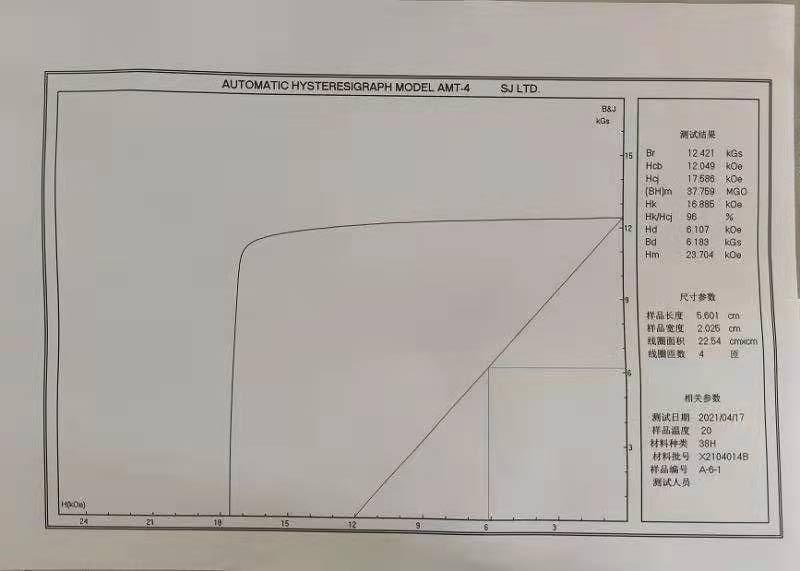 AUTOMATIC HYSTERESIGRAPH MODEL AMT-4 SJ LTD.
B&J
kGs
15
12
9
6
3
H(kOe)
24 21 18 15 12 9 6 3
测试结果
Br 12.421 kGs
Hcb 12.049 kOe
Hcj 17.586 kOe
(BH)m 37.759 MGO
Hk 16.885 kOe
Hk/Hcj 96 %
Hd 6.107 kOe
Bd 6.183 kGs
Hm 23.704 kOe
尺寸参数
样品长度 5.601 cm
样品宽度 2.025 cm
线圈面积 22.54 cmxcm
线圈匝数 4 匝
相关参数
测试日期 2021/04/17
样品温度 20
材料种类 38H
材料批号 X2104014B
样品编号 A-6-1
测试人员